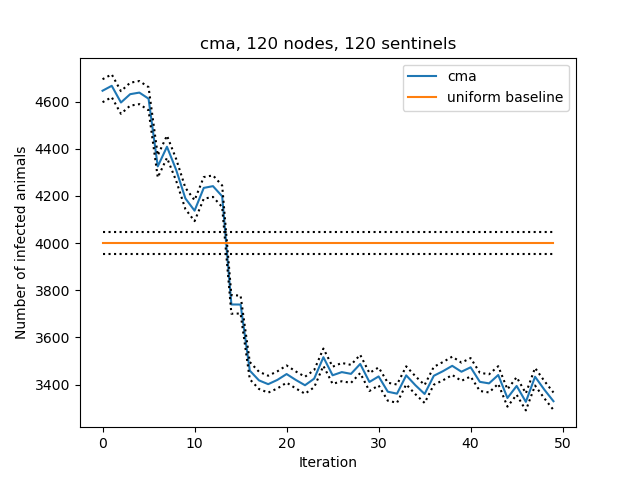 cma, 120 nodes, 120 sentinels
cma
uniform baseline
4600
4400
4200
4000
3800
3600
3400
Number of infected animals
0 10 20 30 40 50
Iteration